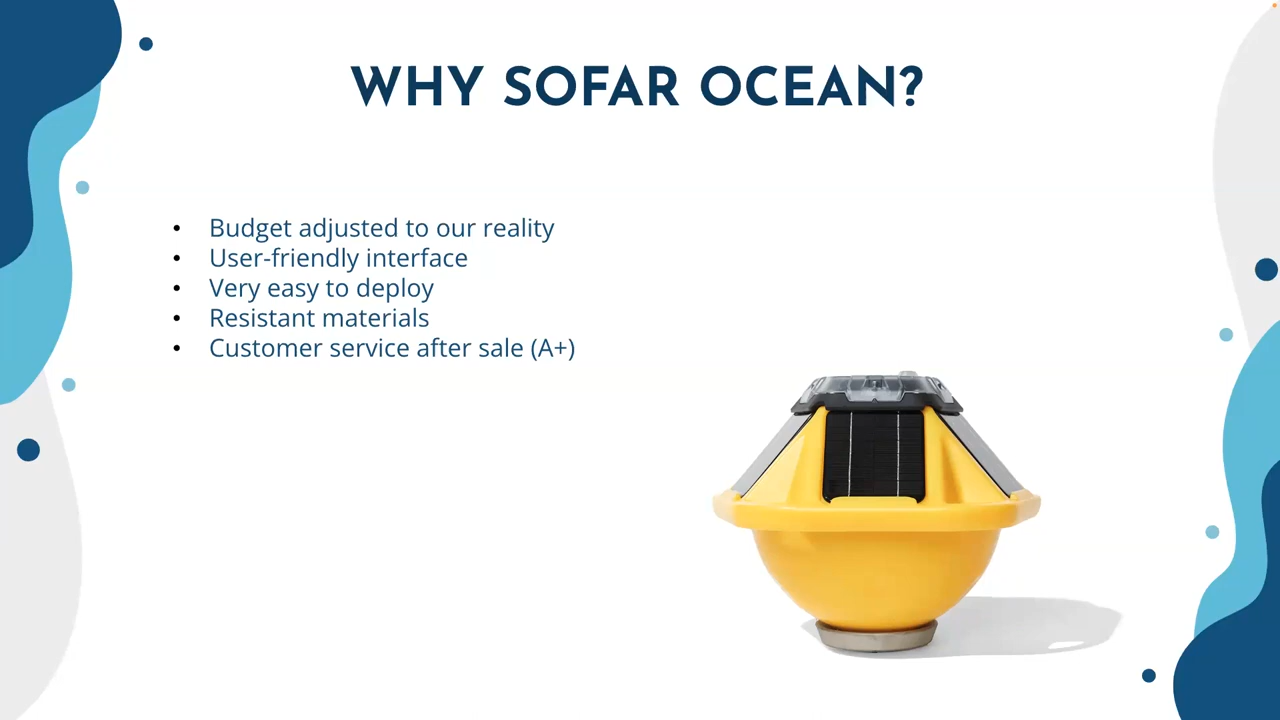 WHY SOFAR OCEAN?
• Budget adjusted to our reality
• User-friendly interface
• Very easy to deploy
• Resistant materials
• Customer service after sale (A+)